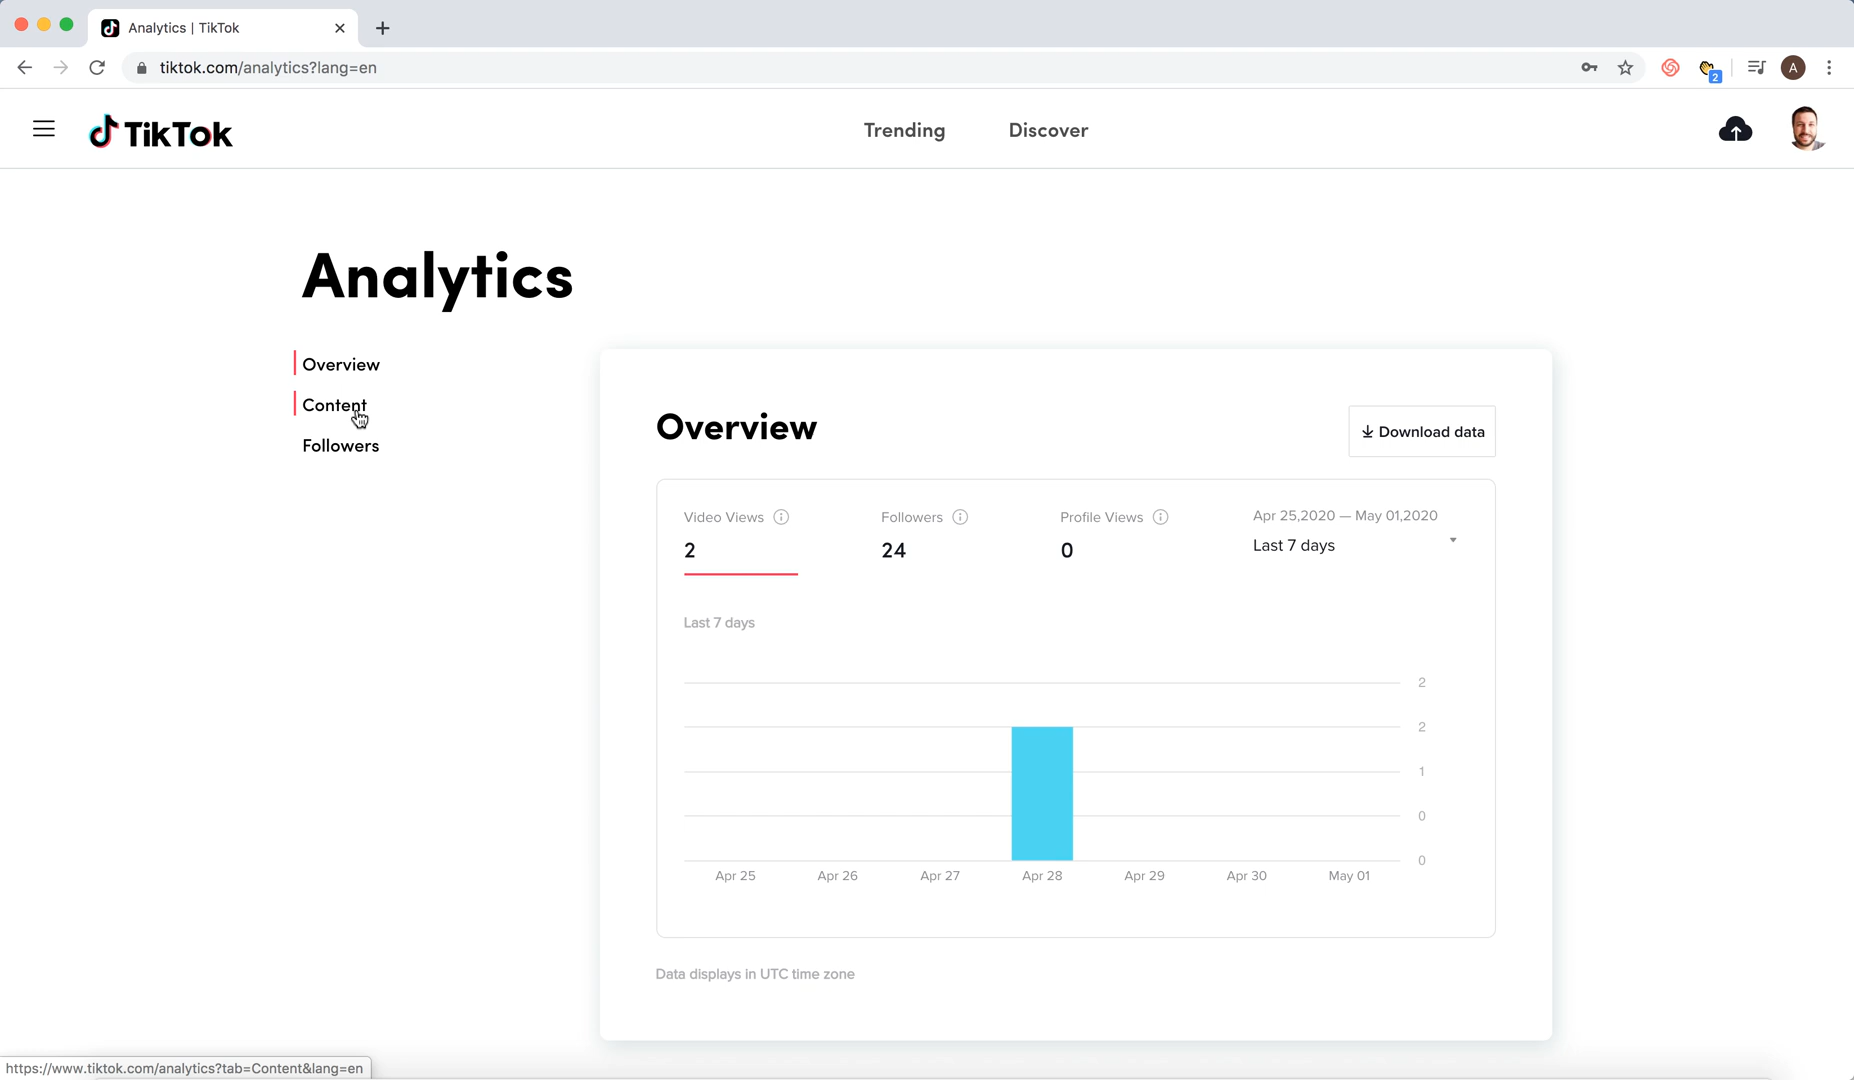 Analytics | TikTok
tiktok.com/analytics?lang=en
2
A
TikTok
Trending
Discover
Analytics
Overview
Content
Followers
Overview
Download data
Video Views
2
Followers
24
Profile Views
0
Apr 25,2020 — May 01,2020
Last 7 days
Last 7 days
2
2
1
0
0
Apr 25
Apr 26
Apr 27
Apr 28
Apr 29
Apr 30
May 01
Data displays in UTC time zone
https://www.tiktok.com/analytics?tab=Content&lang=en